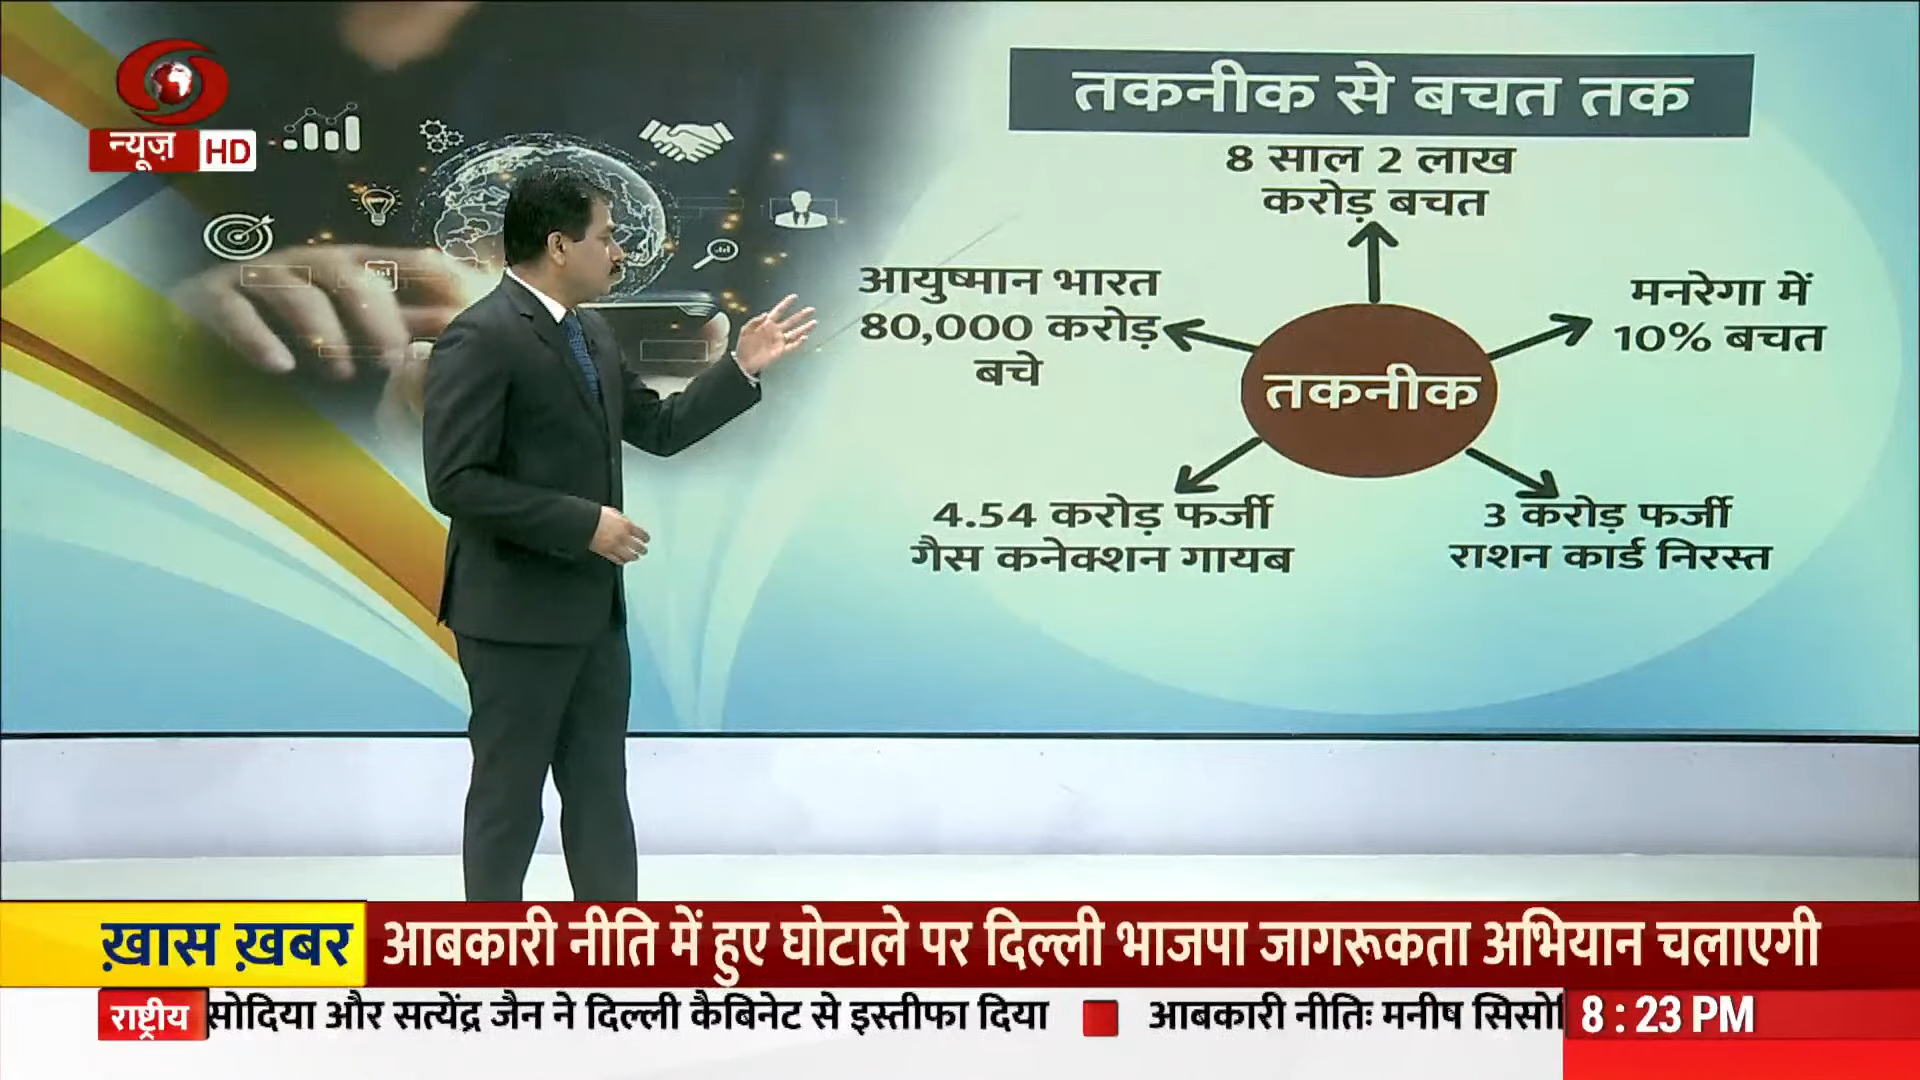 न्यूज़ HD
तकनीक से बचत तक
8 साल 2 लाख
करोड़ बचत
आयुष्मान भारत
80,000 करोड़
बचे
मनरेगा में
10% बचत
तकनीक
4.54 करोड़ फर्जी
गैस कनेक्शन गायब
3 करोड़ फर्जी
राशन कार्ड निरस्त
ख़ास ख़बर
आबकारी नीति में हुए घोटाले पर दिल्ली भाजपा जागरूकता अभियान चलाएगी
राष्ट्रीय
सोदिया और सत्येंद्र जैन ने दिल्ली कैबिनेट से इस्तीफा दिया
आबकारी नीतिः मनीष सिसो
8 : 23 PM